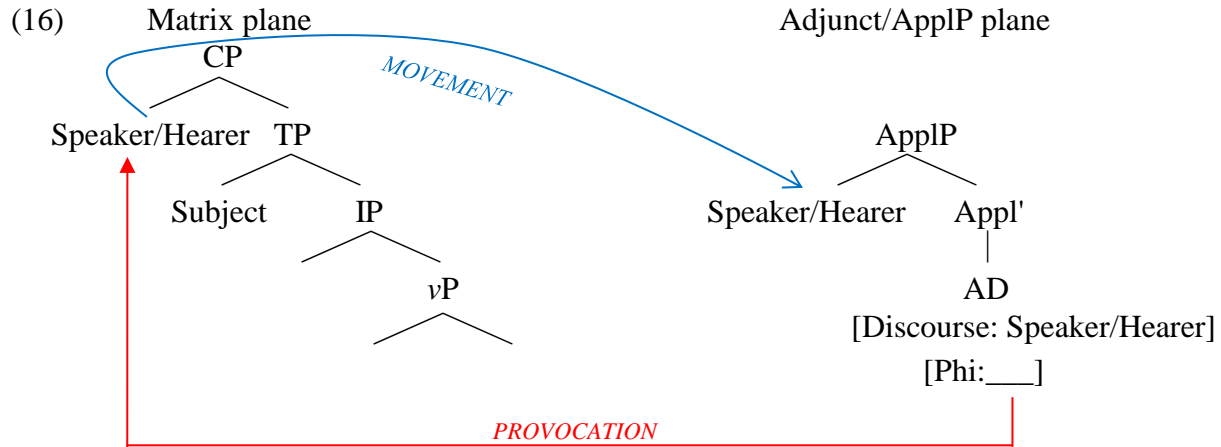 (16) Matrix plane Adjunct/ApplP plane
CP
MOVEMENT
Speaker/Hearer TP ApplP
Subject IP Speaker/Hearer Appl'
vP AD
[Discourse: Speaker/Hearer]
[Phi:___]
PROVOCATION